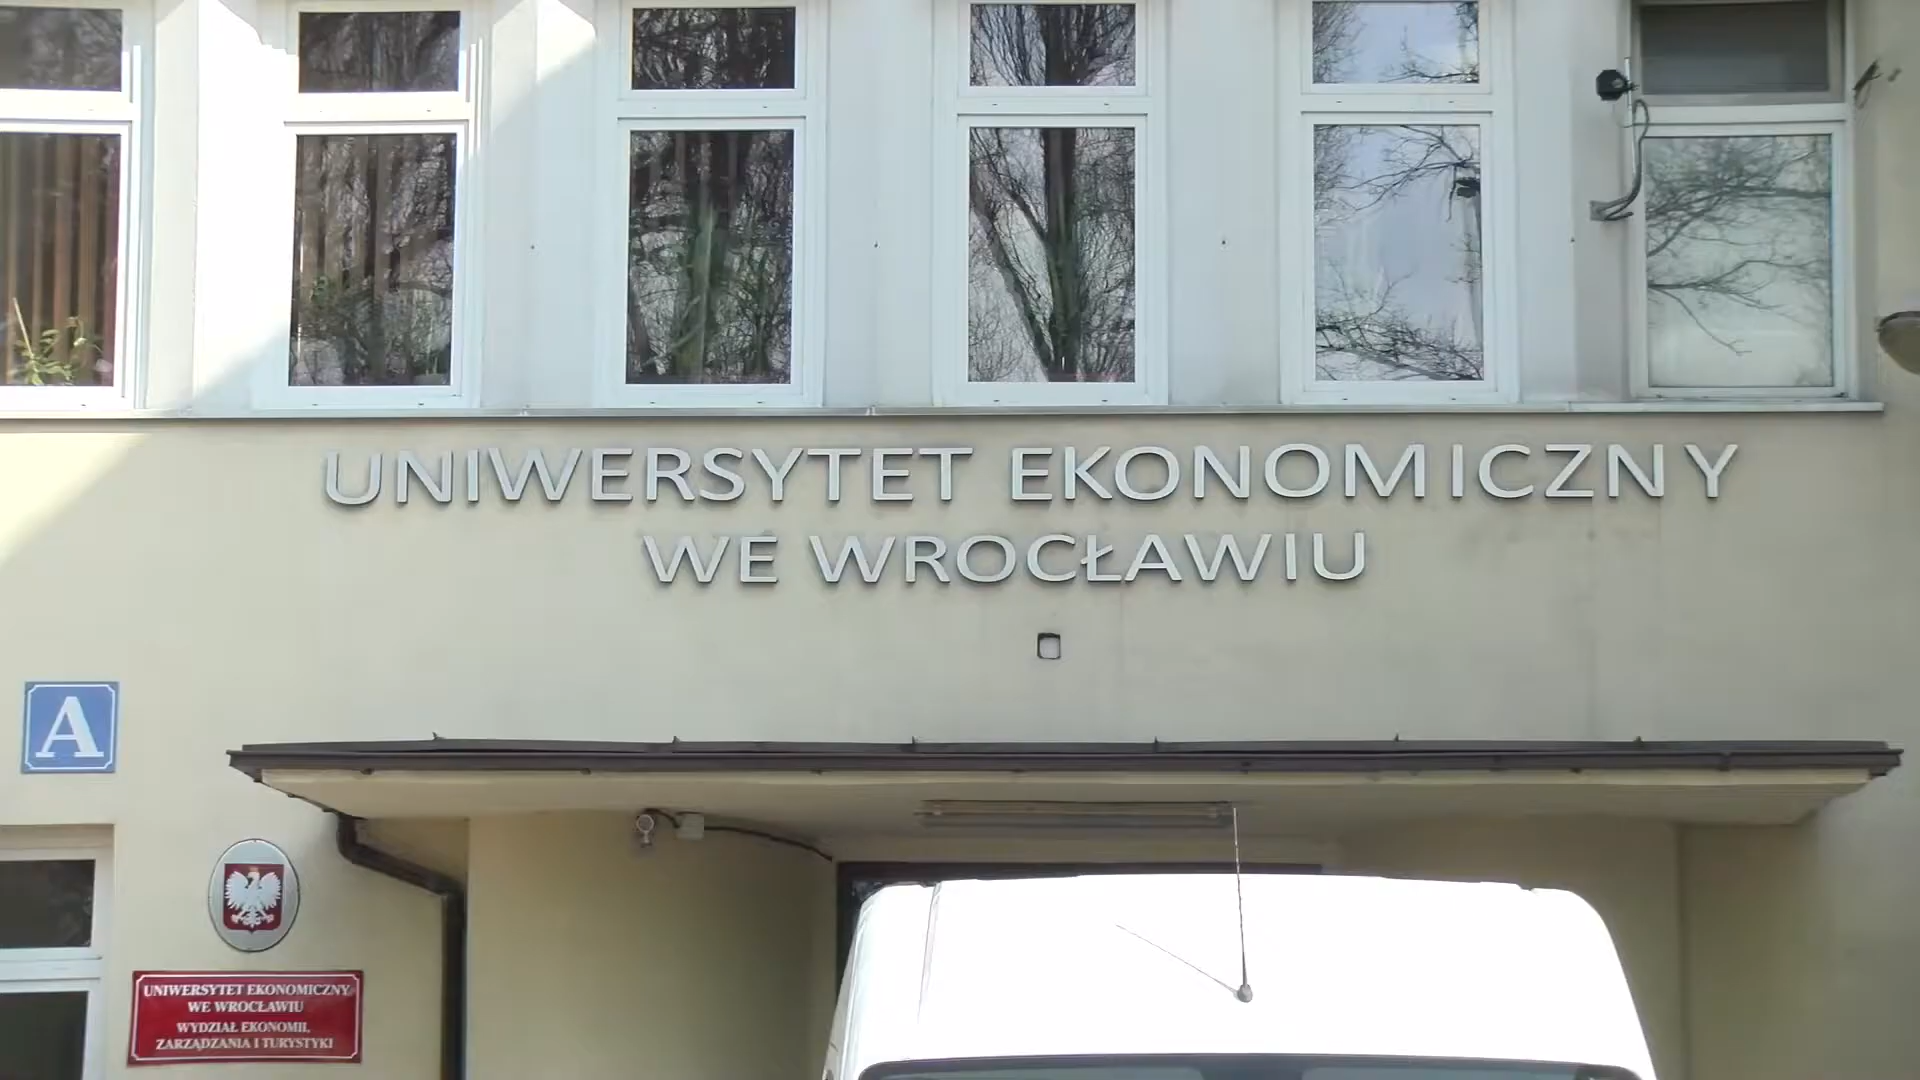 UNIWERSYTET EKONOMICZNY
WE WROCŁAWIU
A
UNIWERSYTET EKONOMICZNY
WE WROCŁAWIU
WYDZIAŁ EKONOMII,
ZARZĄDZANIA I TURYSTYKI